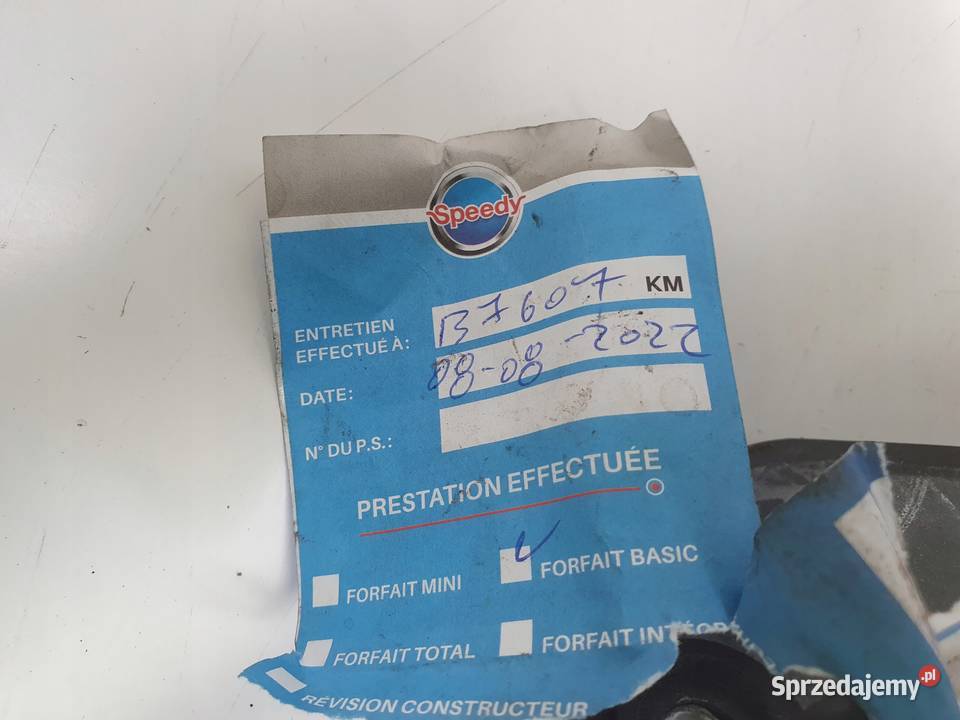 Speedy
ENTRETIEN EFFECTUÉ À: 137607 KM
DATE: 08-08-2022
N° DU P.S.:
PRESTATION EFFECTUÉE
FORFAIT MINI
FORFAIT BASIC
FORFAIT TOTAL
FORFAIT
RÉVISION CONSTRUCTEUR
Sprzedajemy.pl